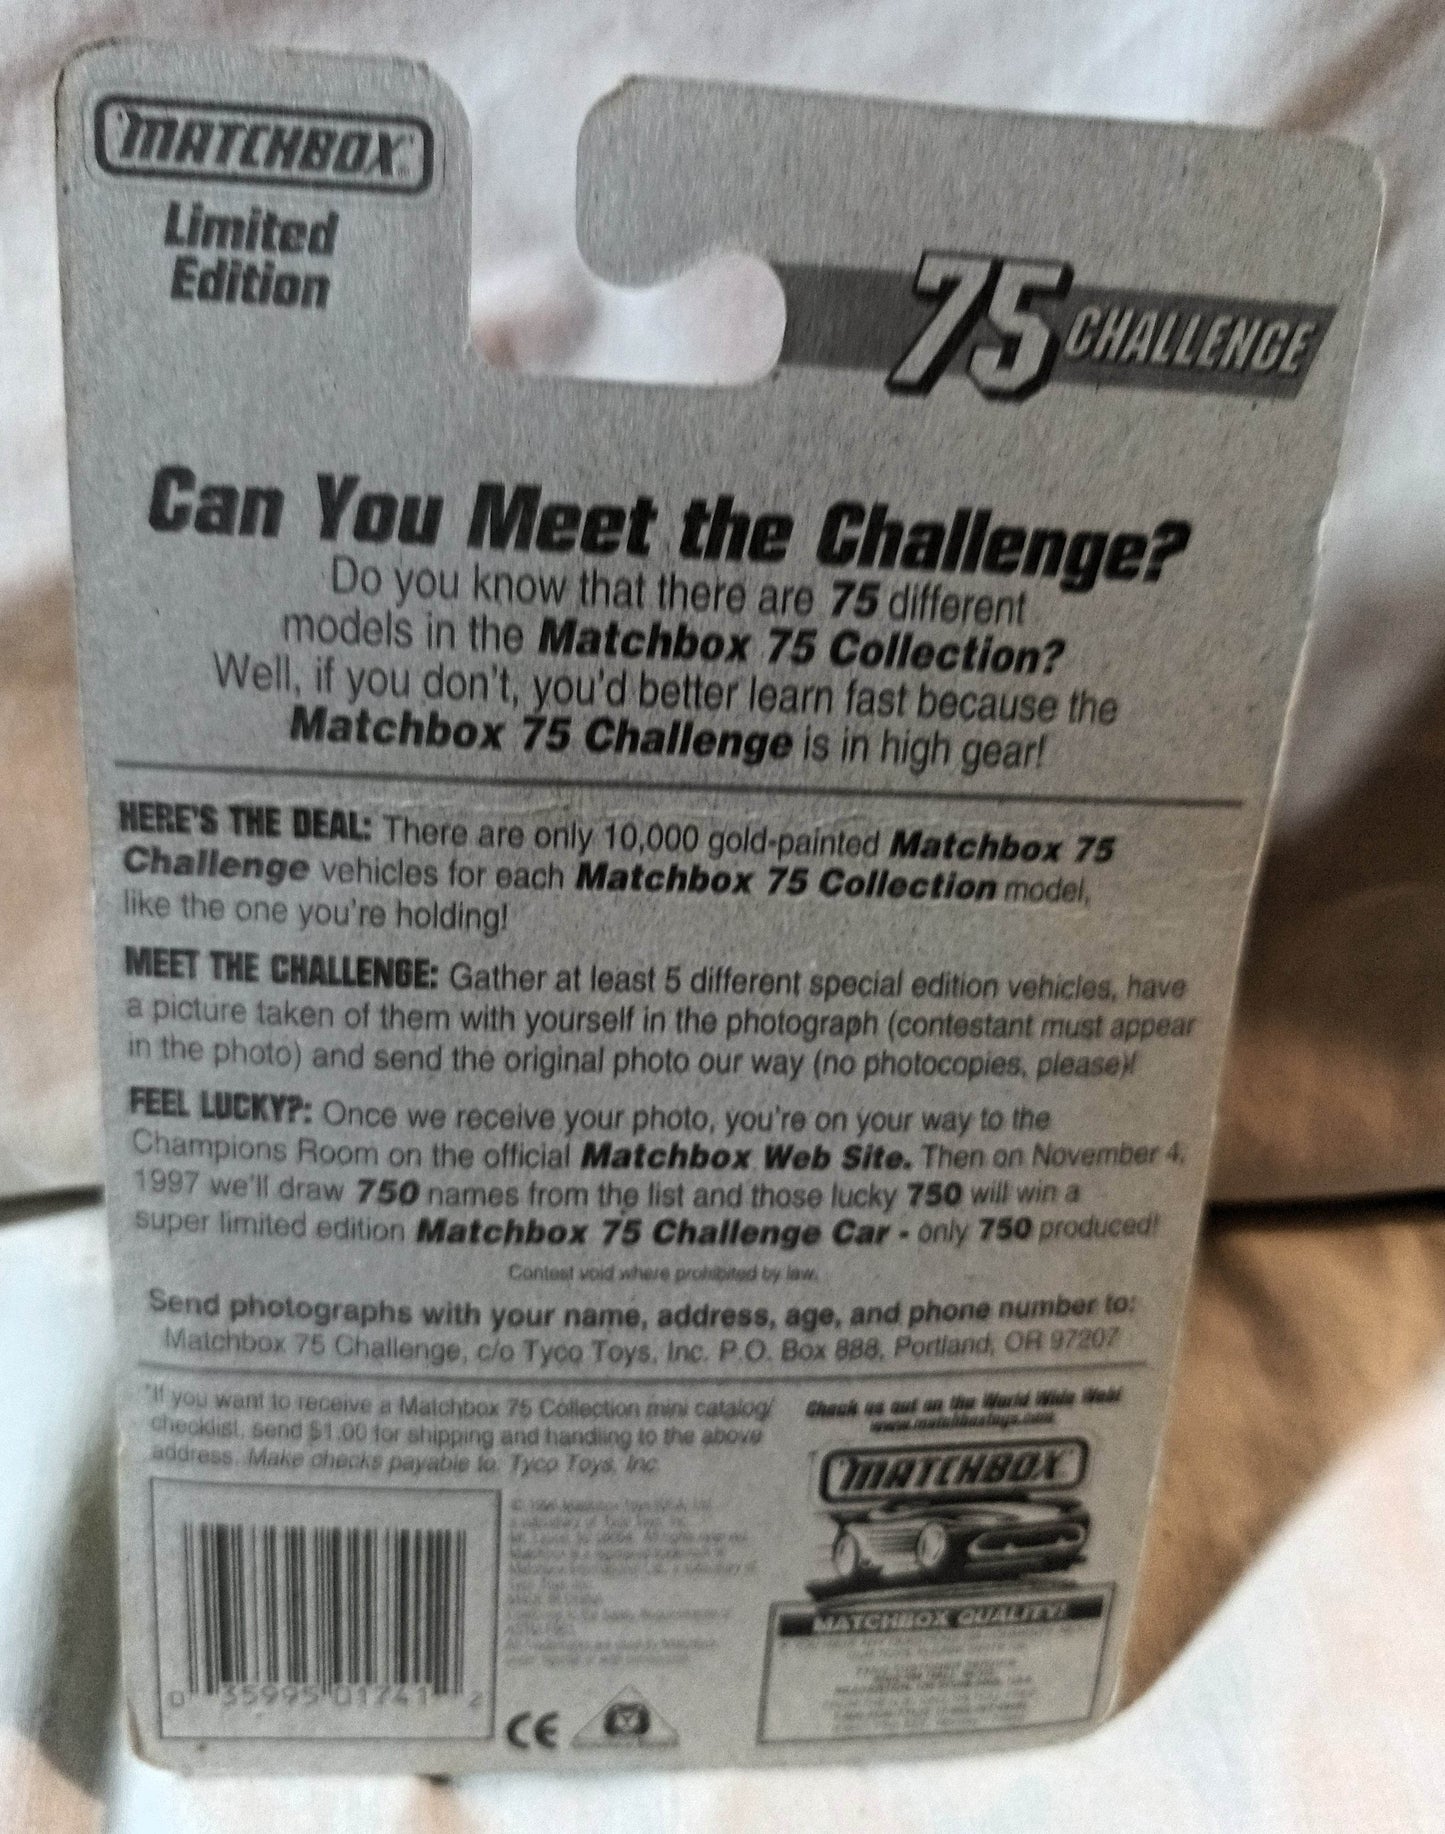 MATCHBOX
Limited
Edition
75 CHALLENGE
Can You Meet the Challenge?
Do you know that there are 75 different
models in the Matchbox 75 Collection?
Well, if you don't, you'd better learn fast because the
Matchbox 75 Challenge is in high gear!
HERE'S THE DEAL: There are only 10,000 gold-painted Matchbox 75
Challenge vehicles for each Matchbox 75 Collection model,
like the one you're holding!
MEET THE CHALLENGE: Gather at least 5 different special edition vehicles, have
a picture taken of them with yourself in the photograph (contestant must appear
in the photo) and send the original photo our way (no photocopies, please)!
FEEL LUCKY?: Once we receive your photo, you're on your way to the
Champions Room on the official Matchbox Web Site. Then on November 4,
1997 we'll draw 750 names from the list and those lucky 750 will win a
super limited edition Matchbox 75 Challenge Car - only 750 produced!
Contest void where prohibited by law.
Send photographs with your name, address, age, and phone number to:
Matchbox 75 Challenge, c/o Tyco Toys, Inc. P.O. Box 888, Portland, OR 97207
*If you want to receive a Matchbox 75 Collection mini catalog/
checklist, send $1.00 for shipping and handling to the above
address. Make checks payable to: Tyco Toys, Inc.
Check us out on the World Wide Web!
www.matchboxtoys.com
MATCHBOX
MATCHBOX QUALITY!
0 35995 01741 2
CE